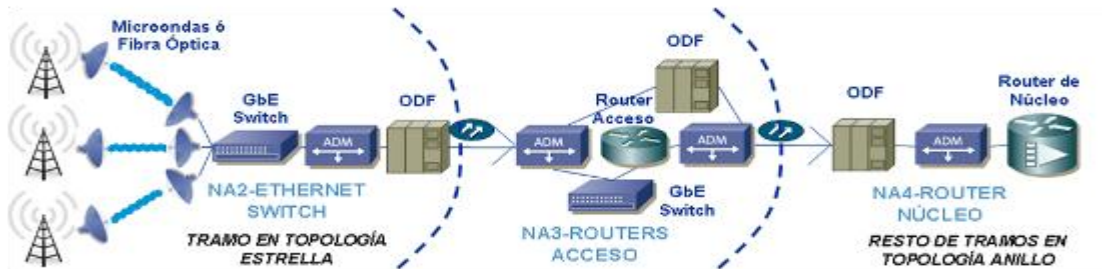 Microondas ó
Fibra Óptica
GbE
Switch
ADM
ODF
NA2-ETHERNET
SWITCH
TRAMO EN TOPOLOGÍA
ESTRELLA
ODF
Router
Acceso
ADM
ADM
GbE
Switch
NA3-ROUTERS
ACCESO
ODF
ADM
Router de
Núcleo
NA4-ROUTER
NÚCLEO
RESTO DE TRAMOS EN
TOPOLOGÍA ANILLO